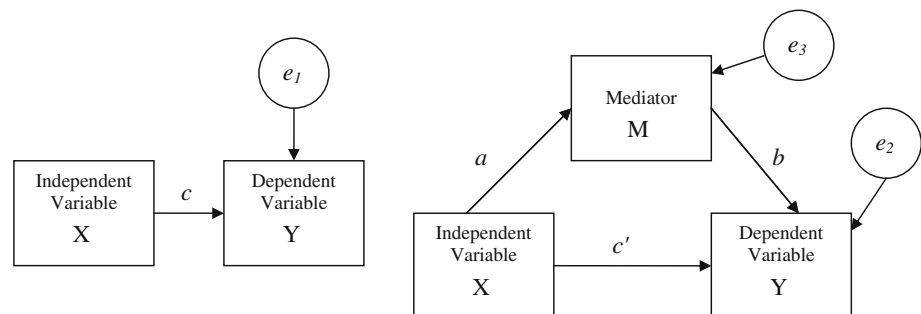 e1
Independent
Variable
X
c
Dependent
Variable
Y
e3
Mediator
M
a
b
e2
Independent
Variable
X
c'
Dependent
Variable
Y